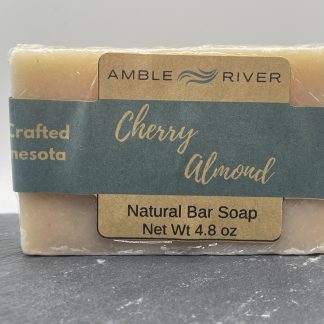 AMBLE RIVER
Crafted
nesota
Cherry
Almond
Natural Bar Soap
Net Wt 4.8 oz